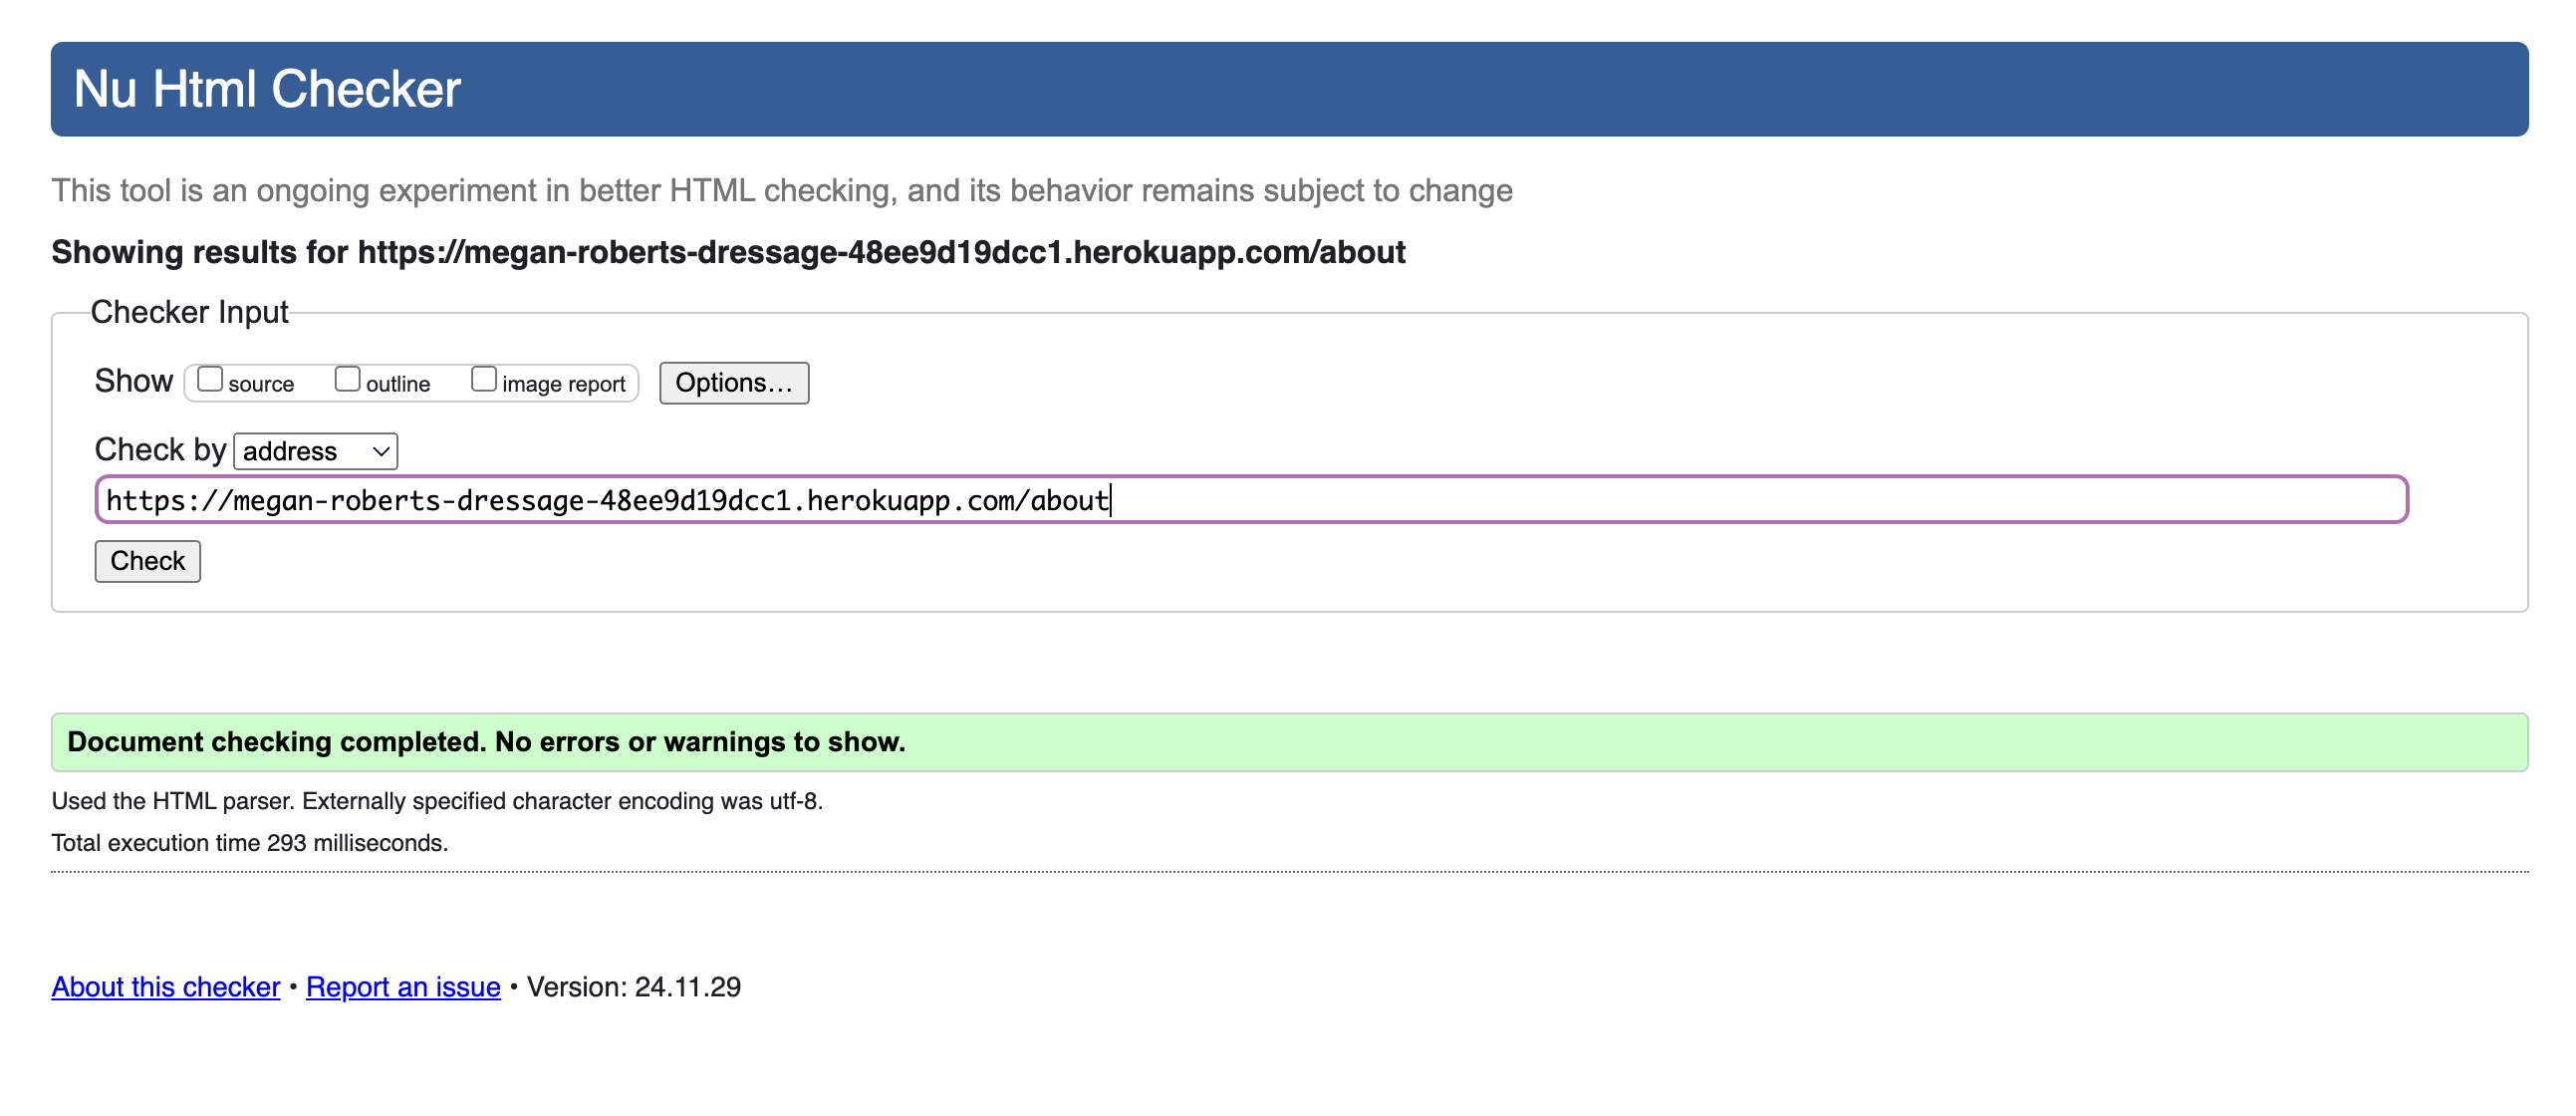 Nu Html Checker
This tool is an ongoing experiment in better HTML checking, and its behavior remains subject to change
Showing results for https://megan-roberts-dressage-48ee9d19dcc1.herokuapp.com/about
Checker Input
Show source outline image report Options...
Check by address
https://megan-roberts-dressage-48ee9d19dcc1.herokuapp.com/about
Check
Document checking completed. No errors or warnings to show.
Used the HTML parser. Externally specified character encoding was utf-8.
Total execution time 293 milliseconds.
About this checker • Report an issue • Version: 24.11.29